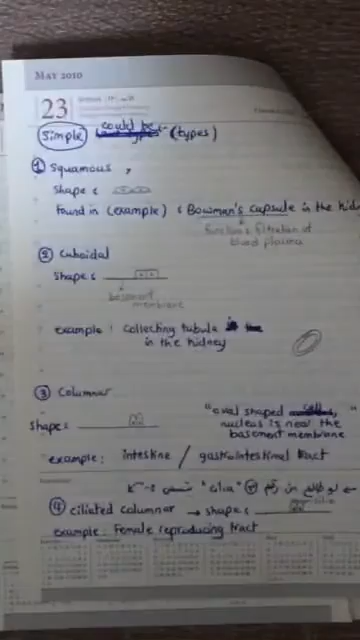 MAY 2010
23
Simple could be (types)
① Squamous,
shape:
found in (example): Bowman's capsule in the
function: filtration of
blood plasma
② Cuboidal
shape:
basement
membrane
example: Collecting tubule
in the kidney
③ Columnar
"oval shaped
shape: nucleus is near the
basement membrane"
example: intestine / gastrointestinal tract
④ ciliated columnar → shape:
example: Female reproducing tract